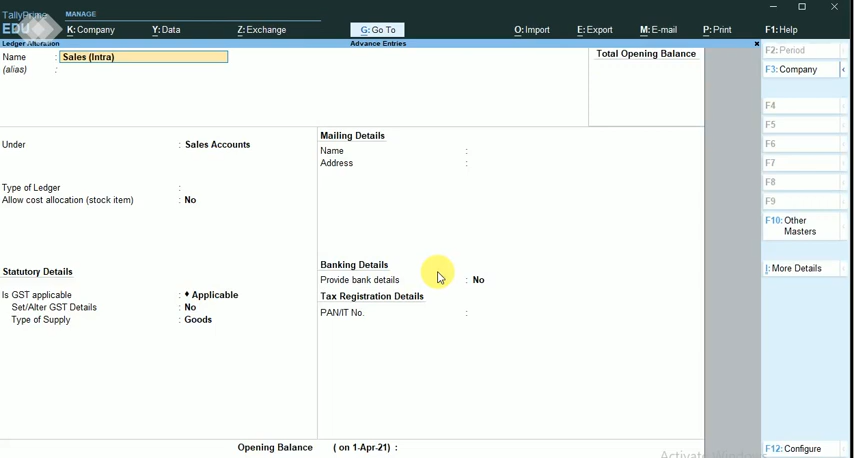 TallyPrime
EDU
MANAGE
K: Company
Y: Data
Z: Exchange
G: Go To
O: Import
E: Export
M: E-mail
P: Print
F1: Help
Ledger Alteration
Advance Entries
Name : Sales (Intra)
(alias) :
Total Opening Balance
Under : Sales Accounts
Type of Ledger :
Allow cost allocation (stock item) : No
Statutory Details
Is GST applicable : ♦ Applicable
Set/Alter GST Details : No
Type of Supply : Goods
Mailing Details
Name :
Address :
Banking Details
Provide bank details : No
Tax Registration Details
PAN/IT No. :
Opening Balance ( on 1-Apr-21) :
F2: Period
F3: Company
F4
F5
F6
F7
F8
F9
F10: Other
Masters
I: More Details
F12: Configure
Activate Windows